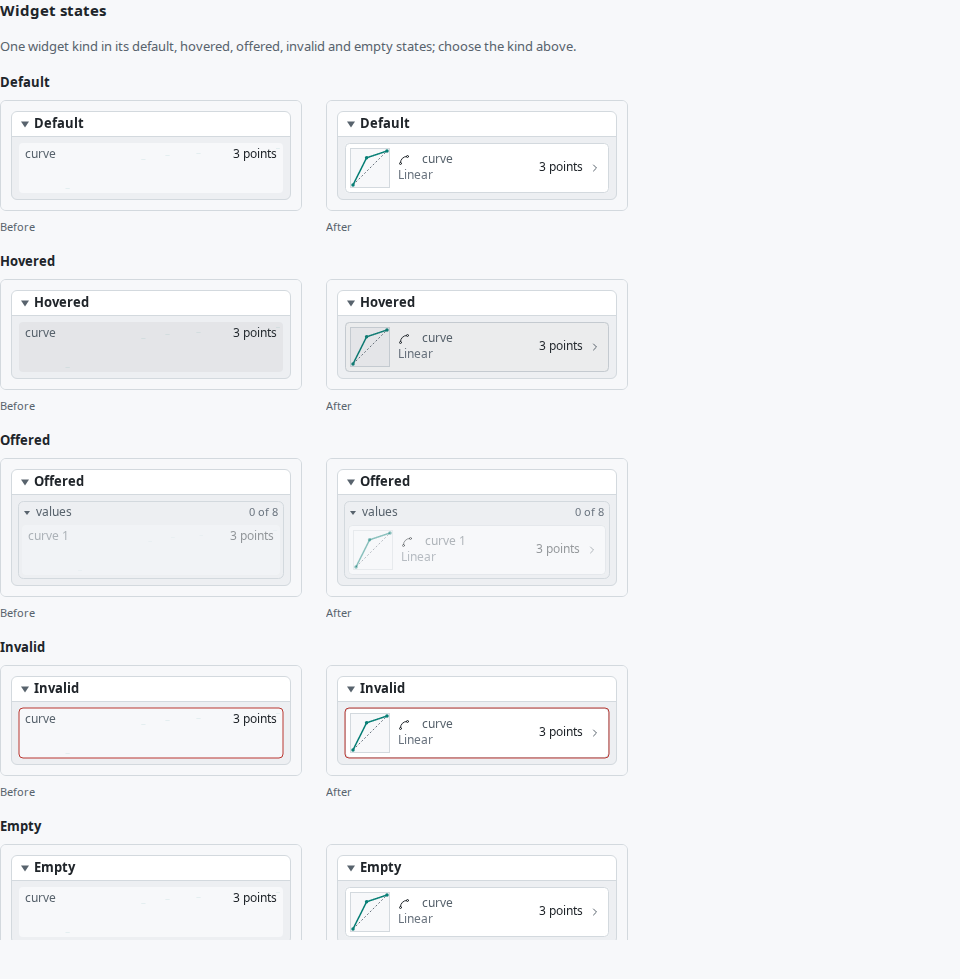 Widget states
One widget kind in its default, hovered, offered, invalid and empty states; choose the kind above.
Default
Default
curve 3 points
Before
Default
curve
Linear
3 points
After
Hovered
Hovered
curve 3 points
Before
Hovered
curve
Linear
3 points
After
Offered
Offered
values 0 of 8
curve 1 3 points
Before
Offered
values 0 of 8
curve 1
Linear
3 points
After
Invalid
Invalid
curve 3 points
Before
Invalid
curve
Linear
3 points
After
Empty
Empty
curve 3 points
Empty
curve
Linear
3 points